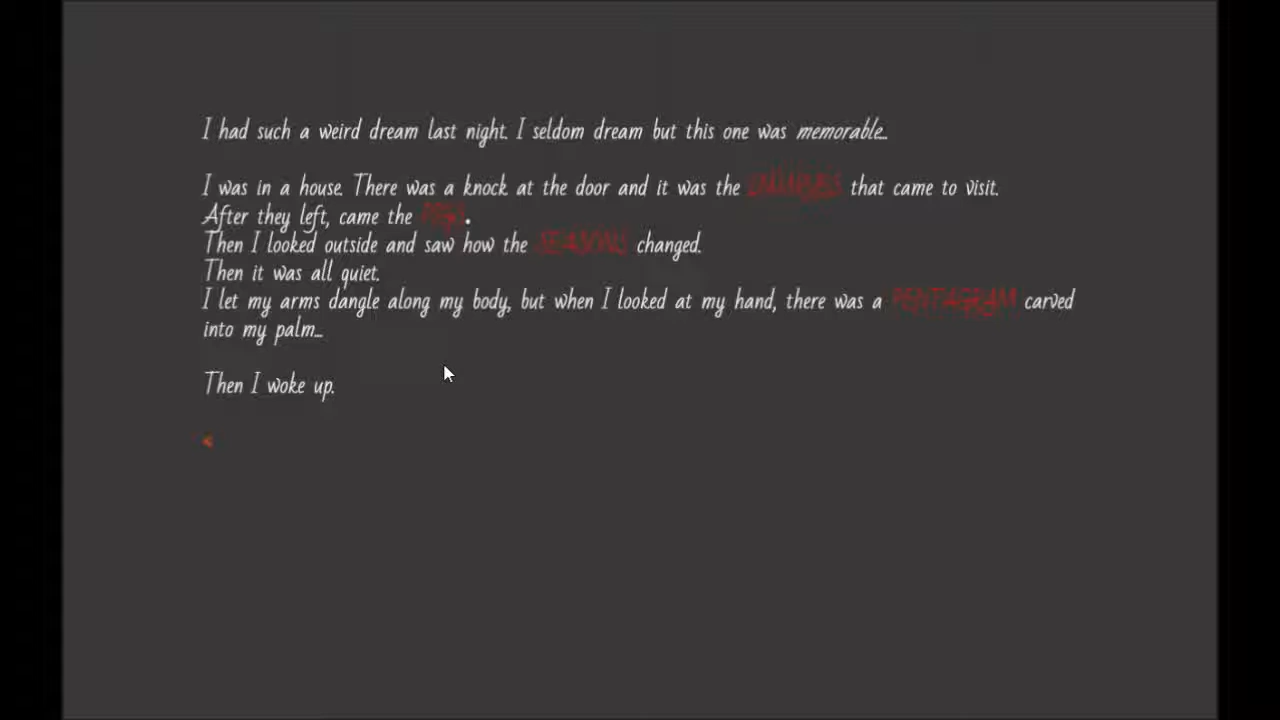 I had such a weird dream last night. I seldom dream but this one was memorable...
I was in a house. There was a knock at the door and it was the that came to visit.
After they left, came the .
Then I looked outside and saw how the SEASONS changed.
Then it was all quiet.
I let my arms dangle along my body, but when I looked at my hand, there was a PENTAGRAM carved
into my palm...
Then I woke up.